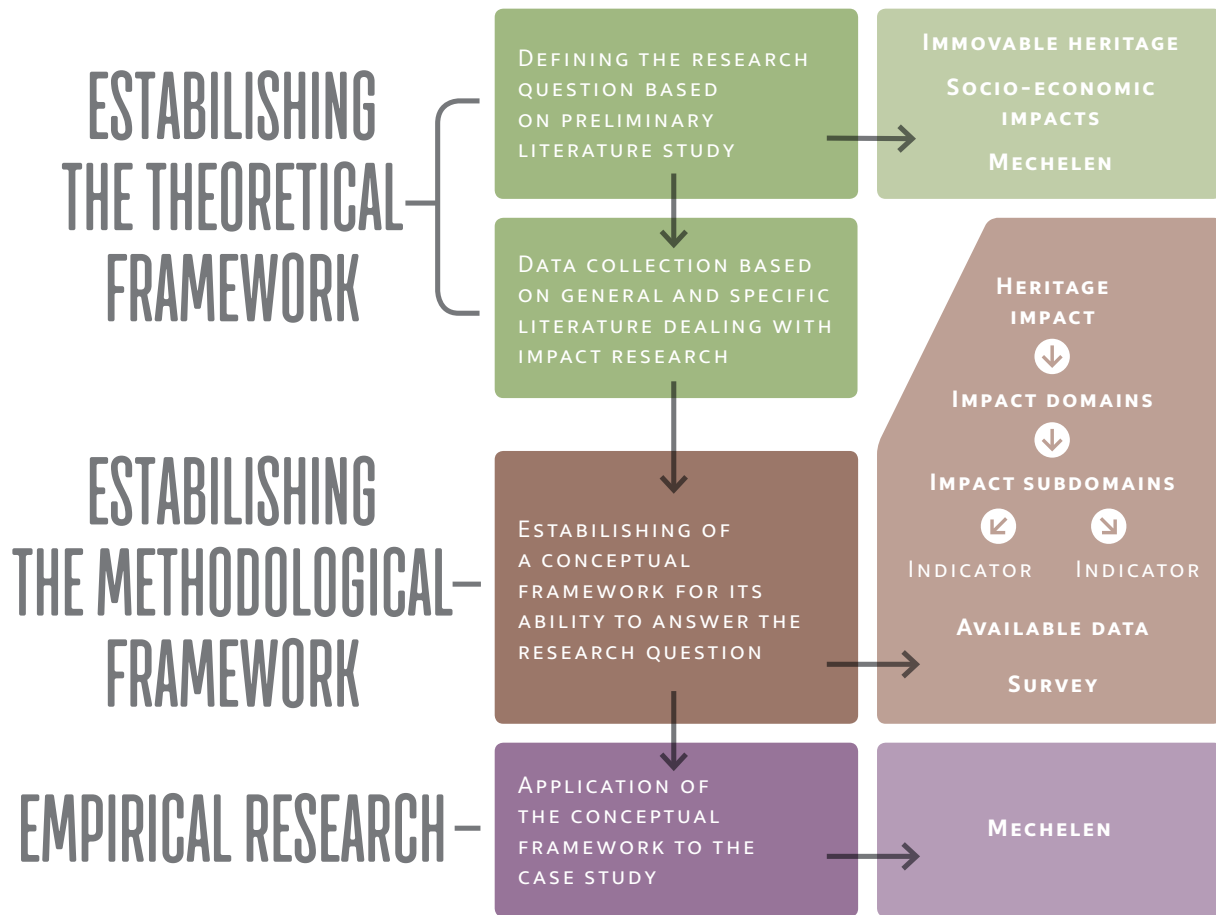 ESTABILISHING
THE THEORETICAL
FRAMEWORK
DEFINING THE RESEARCH
QUESTION BASED
ON PRELIMINARY
LITERATURE STUDY
IMMOVABLE HERITAGE
SOCIO-ECONOMIC
IMPACTS
MECHELEN
DATA COLLECTION BASED
ON GENERAL AND SPECIFIC
LITERATURE DEALING WITH
IMPACT RESEARCH
ESTABILISHING
THE METHODOLOGICAL
FRAMEWORK
ESTABILISHING OF
A CONCEPTUAL
FRAMEWORK FOR ITS
ABILITY TO ANSWER THE
RESEARCH QUESTION
HERITAGE
IMPACT
IMPACT DOMAINS
IMPACT SUBDOMAINS
INDICATOR INDICATOR
AVAILABLE DATA
SURVEY
EMPIRICAL RESEARCH
APPLICATION OF
THE CONCEPTUAL
FRAMEWORK TO THE
CASE STUDY
MECHELEN